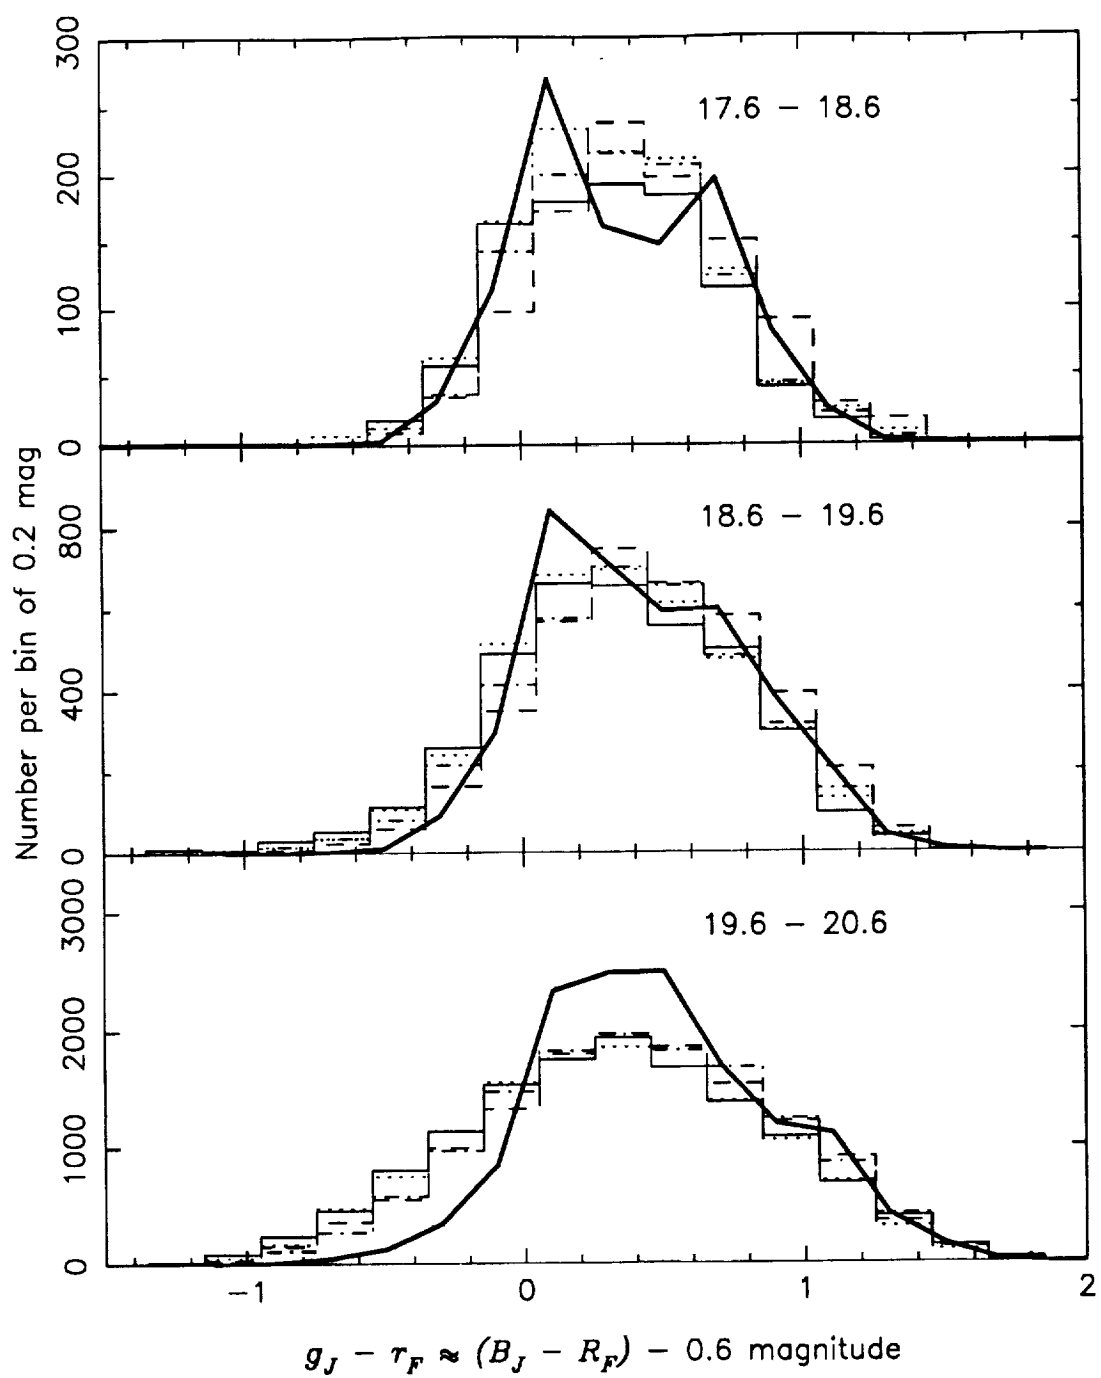 300
17.6 – 18.6
200
100
0
Number per bin of 0.2 mag
18.6 – 19.6
800
400
0
19.6 – 20.6
3000
2000
1000
0
−1 0 1 2
g_J − r_F ≈ (B_J − R_F) − 0.6 magnitude